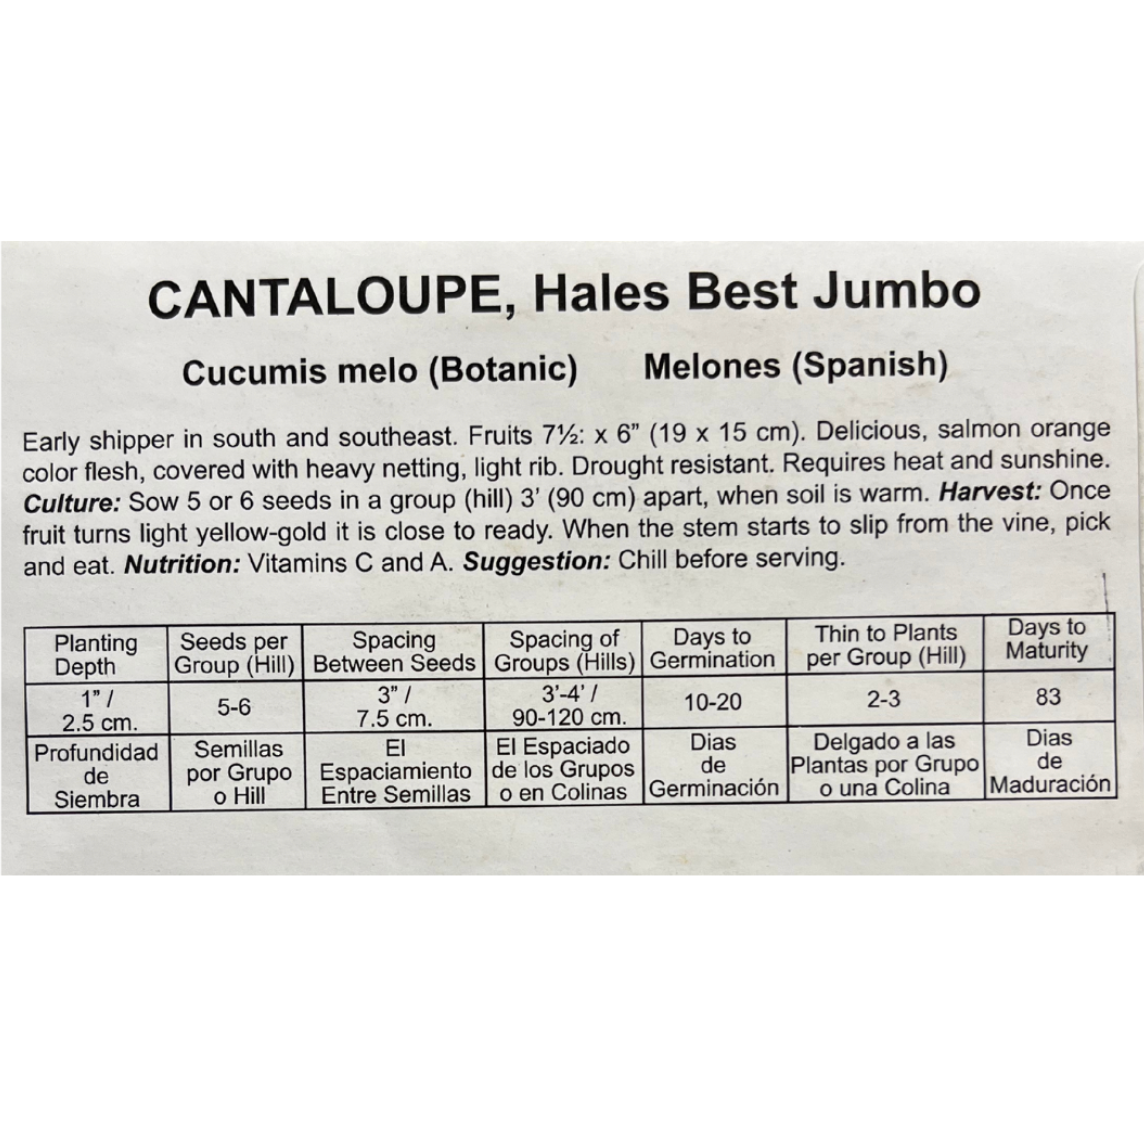 CANTALOUPE, Hales Best Jumbo
Cucumis melo (Botanic) Melones (Spanish)
Early shipper in south and southeast. Fruits 7½: x 6” (19 x 15 cm). Delicious, salmon orange
color flesh, covered with heavy netting, light rib. Drought resistant. Requires heat and sunshine.
Culture: Sow 5 or 6 seeds in a group (hill) 3’ (90 cm) apart, when soil is warm. Harvest: Once
fruit turns light yellow-gold it is close to ready. When the stem starts to slip from the vine, pick
and eat. Nutrition: Vitamins C and A. Suggestion: Chill before serving.
Planting Depth | Seeds per Group (Hill) | Spacing Between Seeds | Spacing of Groups (Hills) | Days to Germination | Thin to Plants per Group (Hill) | Days to Maturity
1” / 2.5 cm. | 5-6 | 3” / 7.5 cm. | 3’-4’ / 90-120 cm. | 10-20 | 2-3 | 83
Profundidad de Siembra | Semillas por Grupo o Hill | El Espaciamiento Entre Semillas | El Espaciado de los Grupos o en Colinas | Dias de Germinación | Delgado a las Plantas por Grupo o una Colina | Dias de Maduración